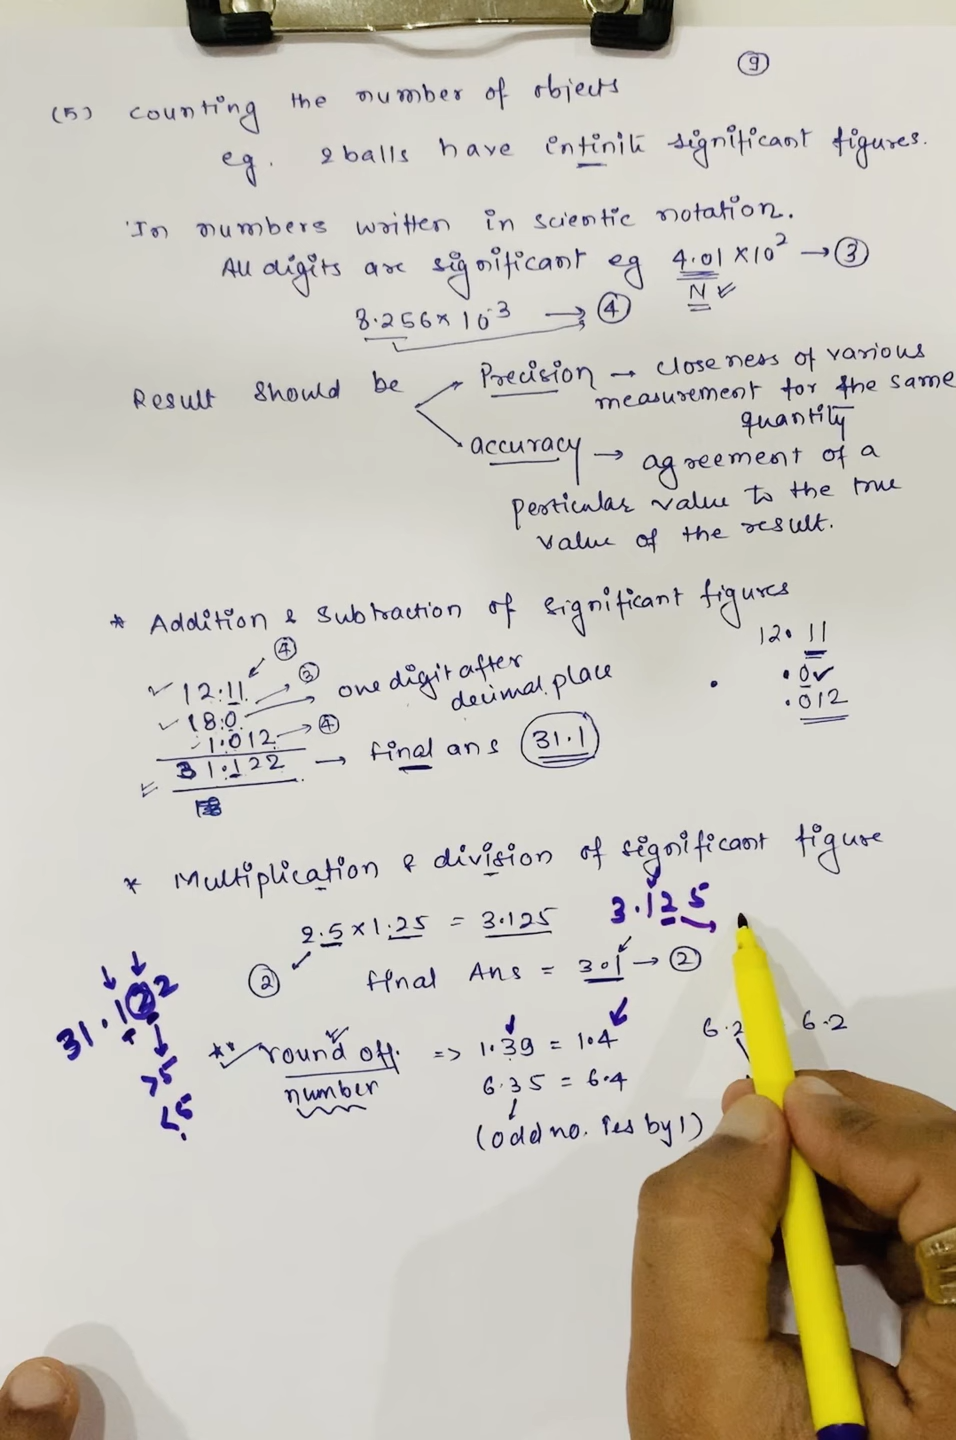 9
(5) counting the number of objects
eg. 2balls have infinite significant figures.
In numbers written in scientic notation.
All digits are significant eg 4.01 × 10² → 3
N
8.256 × 10⁻³ → 4
Result should be
Precision → closeness of various
measurement for the same
quantity
accuracy → agreement of a
perticular value to the true
value of the result.
* Addition & Subtraction of significant figures
12.11 4
18.0 3 one digit after
decimal place
1.012 → 4
31.122 → final ans 31.1
12.11
.0
.012
* Multiplication & division of significant figure
2.5 × 1.25 = 3.125
3.125
2 final Ans = 3.1 → 2
31.122
>5
<5
** round off. ⇒ 1.39 = 1.4
number
6.35 = 6.4
(odd no. ↑es by 1)
6.2 6.2